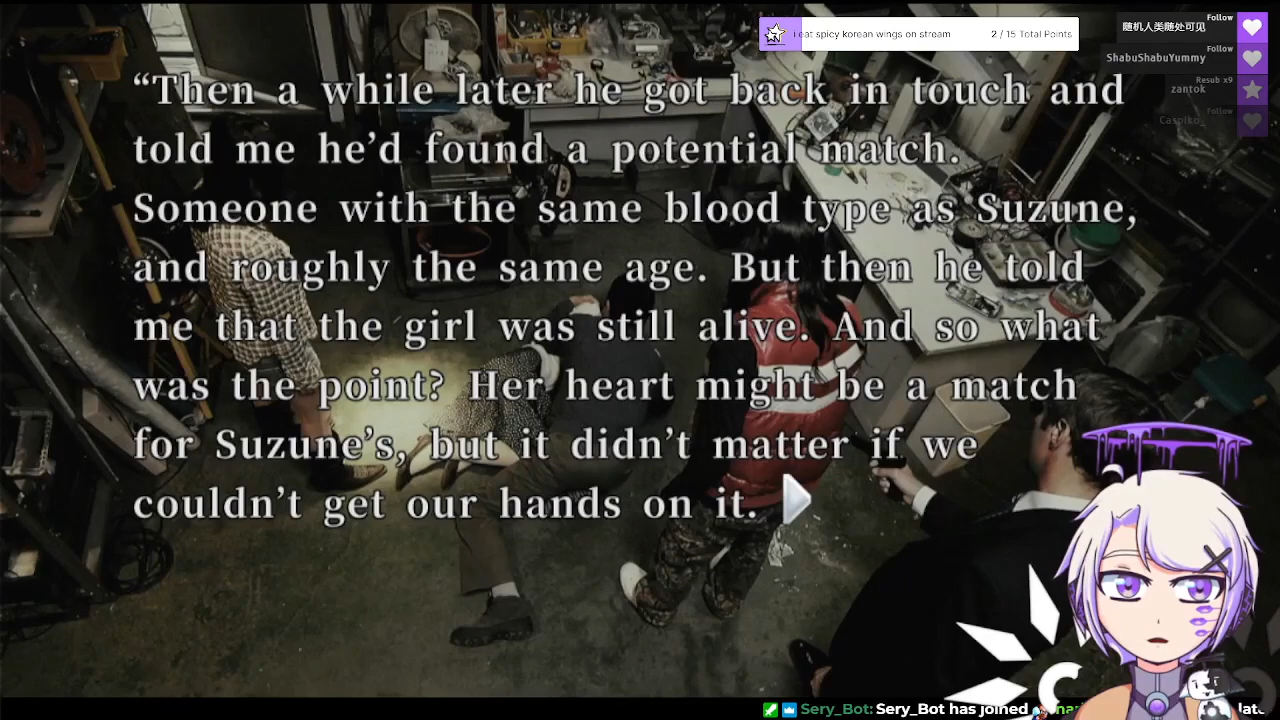 i eat spicy korean wings on stream 2 / 15 Total Points
Follow
随机人类随处可见
Follow
ShabuShabuYummy
Resub x9
zantok
Follow
Caspiko_
“Then a while later he got back in touch and
told me he’d found a potential match.
Someone with the same blood type as Suzune,
and roughly the same age. But then he told
me that the girl was still alive. And so what
was the point? Her heart might be a match
for Suzune’s, but it didn’t matter if we
couldn’t get our hands on it.
Sery_Bot: Sery_Bot has joined